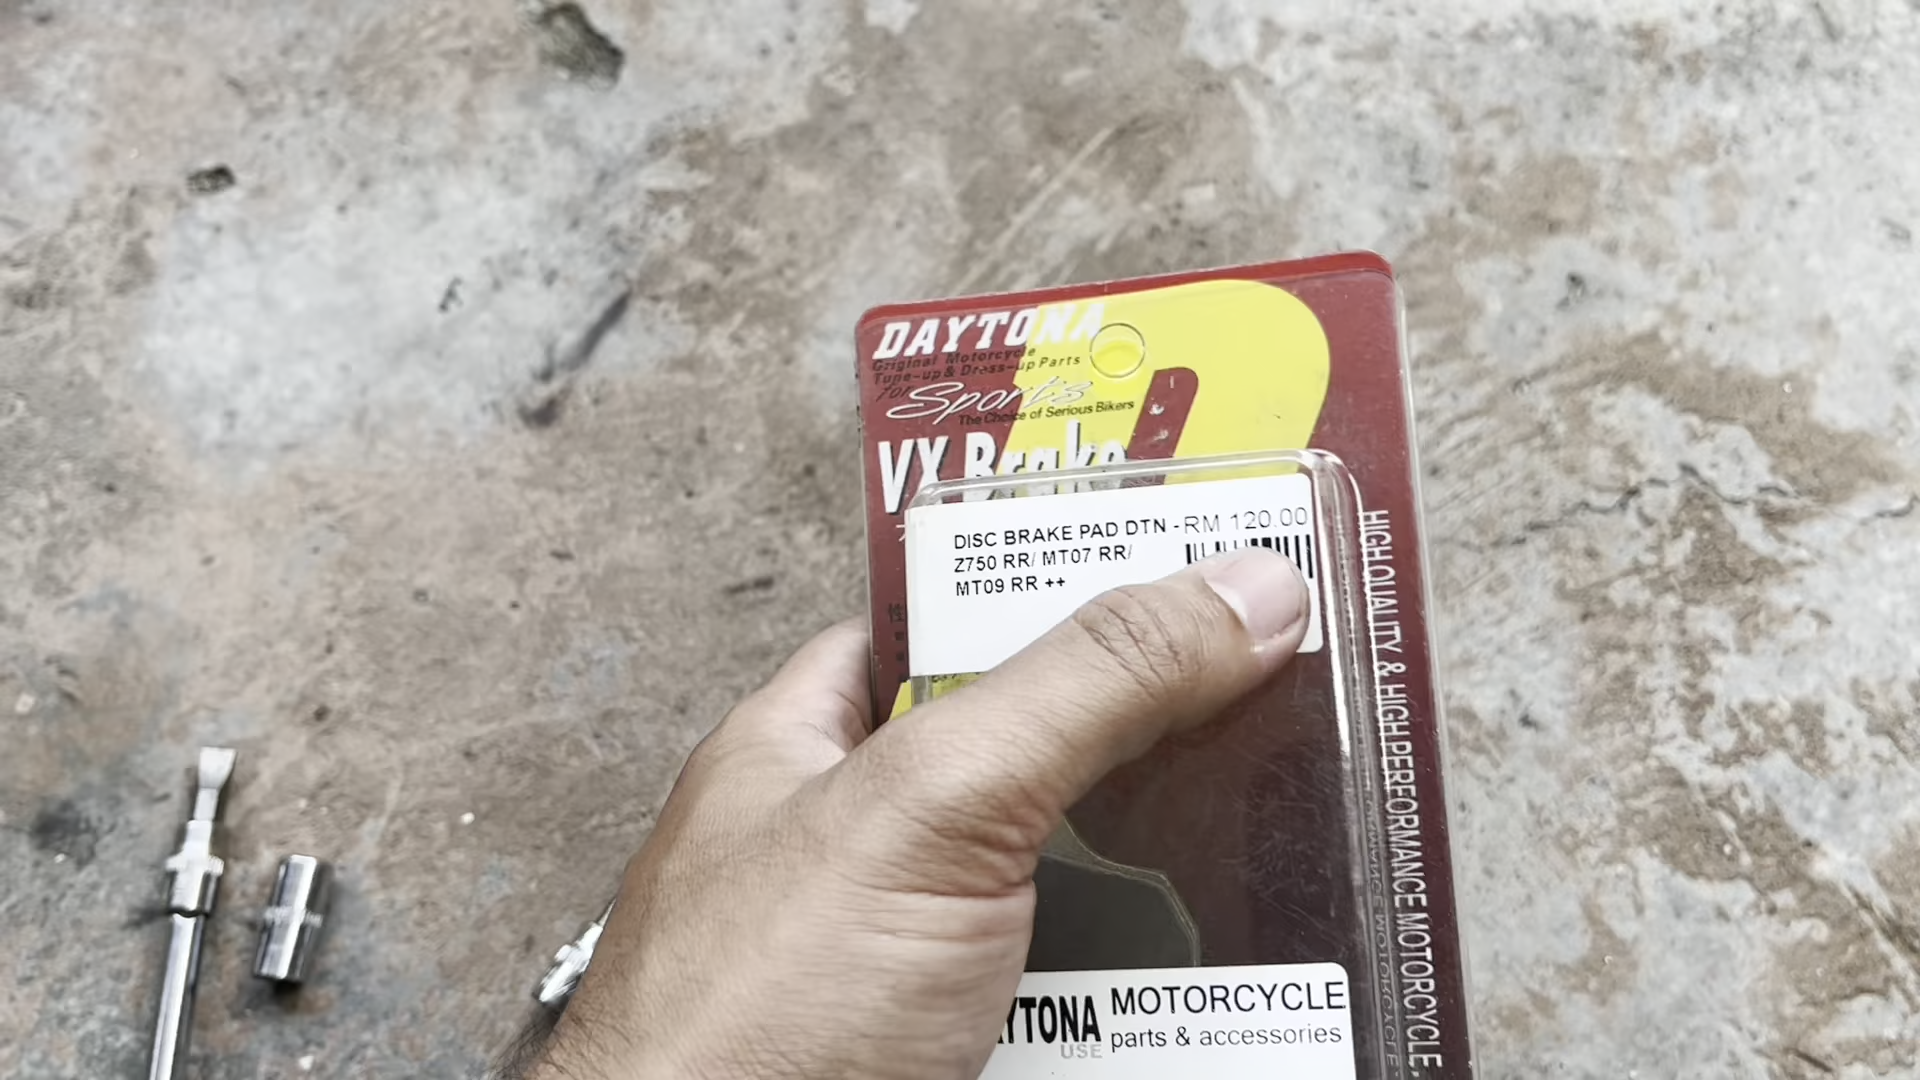 DAYTONA
Original Motorcycle
Tune-up & Dress-up Parts
for Sports
The Choice of Serious Bikers
VX Brake
DISC BRAKE PAD DTN - RM 120.00
Z750 RR/ MT07 RR/
MT09 RR ++
性
HIGH QUALITY & HIGH PERFORMANCE MOTORCYCLE
YTONA MOTORCYCLE
USE parts & accessories